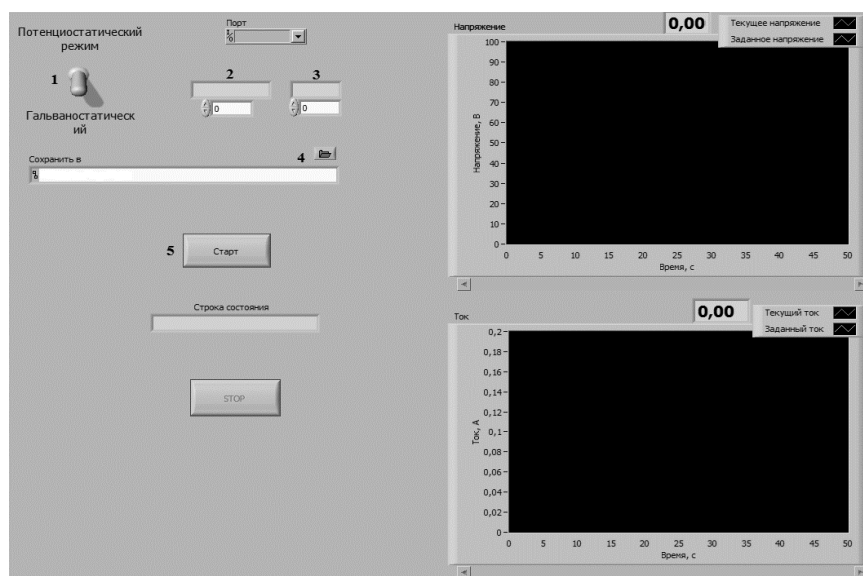 Потенциостатический
режим
1
Гальваностатическ
ий
Порт
2
3
0
0
Сохранить в
4
5
Старт
Строка состояния
STOP
Напряжение
0,00
Текущее напряжение
Заданное напряжение
100
90
80
70
60
50
40
30
20
10
0
Напряжение, В
0 5 10 15 20 25 30 35 40 45 50
Время, с
Ток
0,00
Текущий ток
Заданный ток
0,2
0,18
0,16
0,14
0,12
0,1
0,08
0,06
0,04
0,02
0
Ток, А
0 5 10 15 20 25 30 35 40 45 50
Время, с